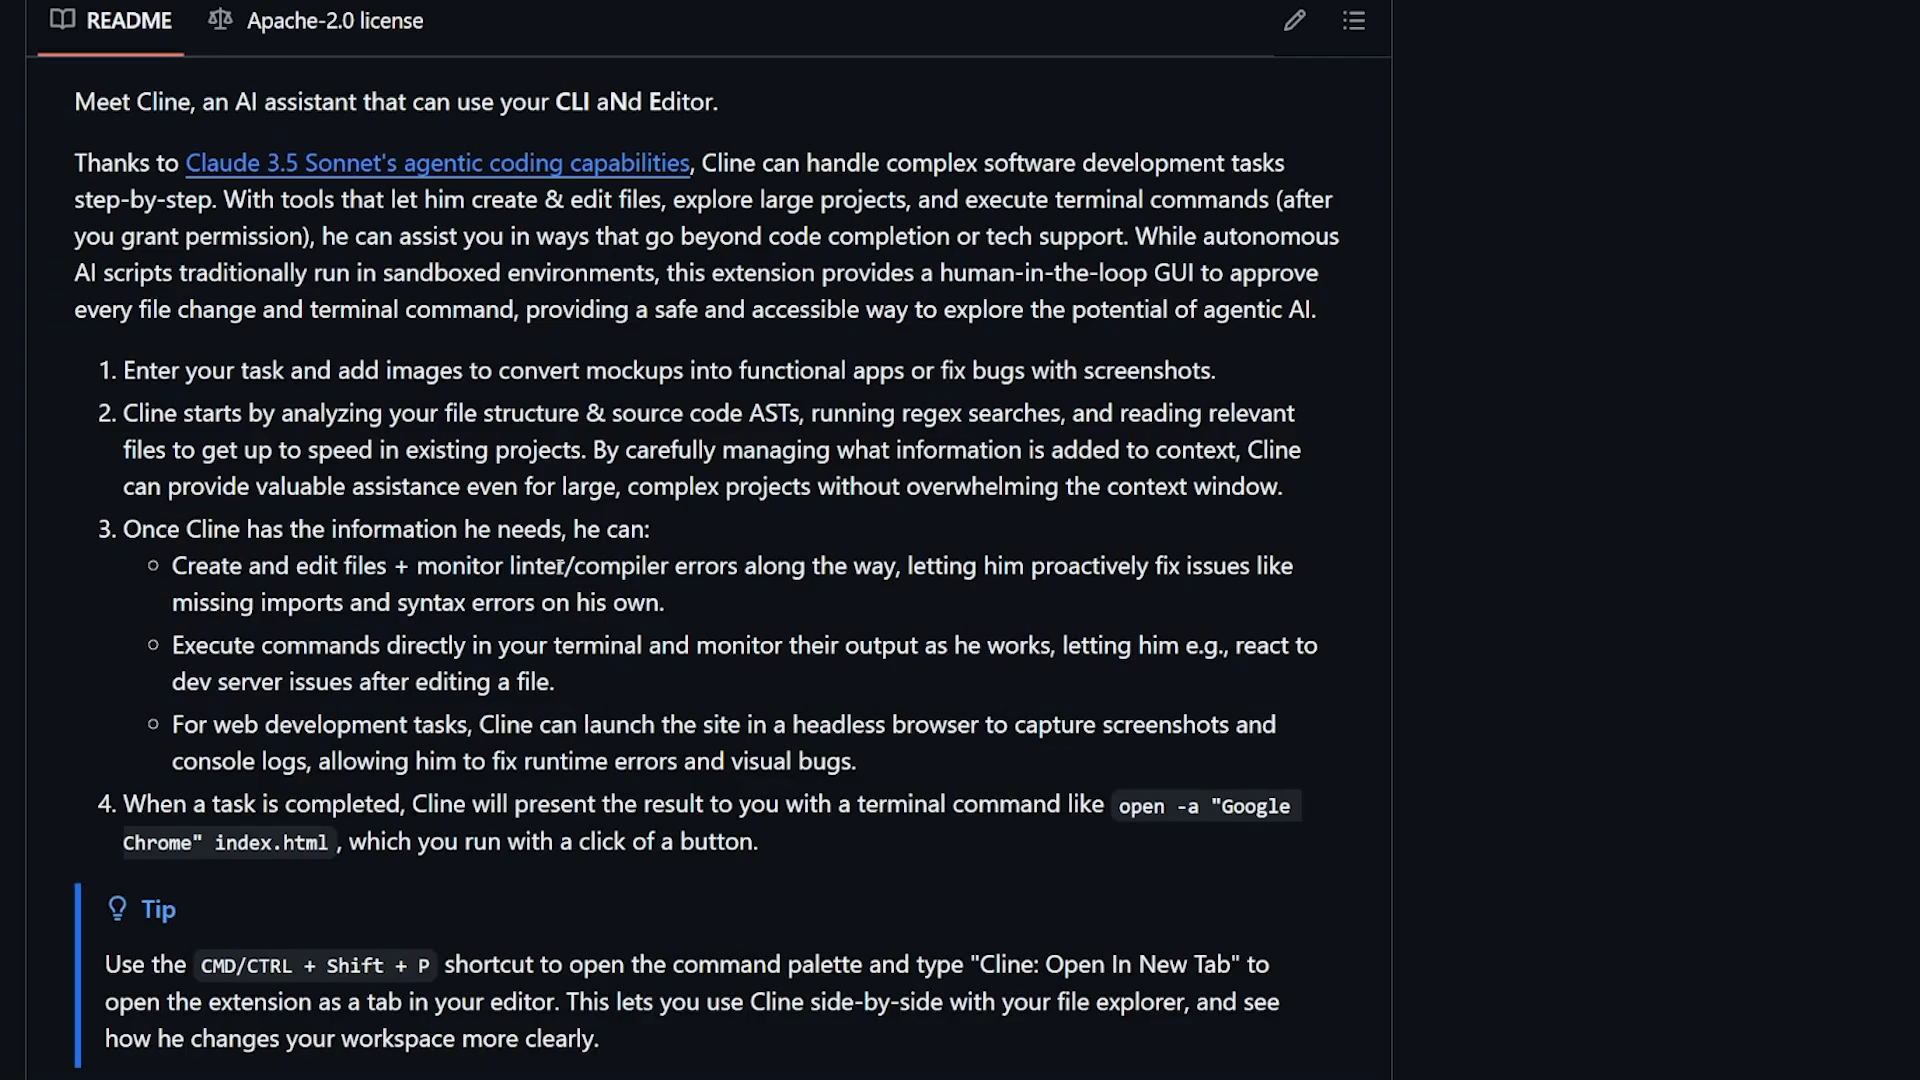 README
Apache-2.0 license
Meet Cline, an AI assistant that can use your CLI aNd Editor.
Thanks to Claude 3.5 Sonnet's agentic coding capabilities, Cline can handle complex software development tasks
step-by-step. With tools that let him create & edit files, explore large projects, and execute terminal commands (after
you grant permission), he can assist you in ways that go beyond code completion or tech support. While autonomous
AI scripts traditionally run in sandboxed environments, this extension provides a human-in-the-loop GUI to approve
every file change and terminal command, providing a safe and accessible way to explore the potential of agentic AI.
1. Enter your task and add images to convert mockups into functional apps or fix bugs with screenshots.
2. Cline starts by analyzing your file structure & source code ASTs, running regex searches, and reading relevant
files to get up to speed in existing projects. By carefully managing what information is added to context, Cline
can provide valuable assistance even for large, complex projects without overwhelming the context window.
3. Once Cline has the information he needs, he can:
Create and edit files + monitor linter/compiler errors along the way, letting him proactively fix issues like
missing imports and syntax errors on his own.
Execute commands directly in your terminal and monitor their output as he works, letting him e.g., react to
dev server issues after editing a file.
For web development tasks, Cline can launch the site in a headless browser to capture screenshots and
console logs, allowing him to fix runtime errors and visual bugs.
4. When a task is completed, Cline will present the result to you with a terminal command like open -a "Google
Chrome" index.html , which you run with a click of a button.
Tip
Use the CMD/CTRL + Shift + P shortcut to open the command palette and type "Cline: Open In New Tab" to
open the extension as a tab in your editor. This lets you use Cline side-by-side with your file explorer, and see
how he changes your workspace more clearly.